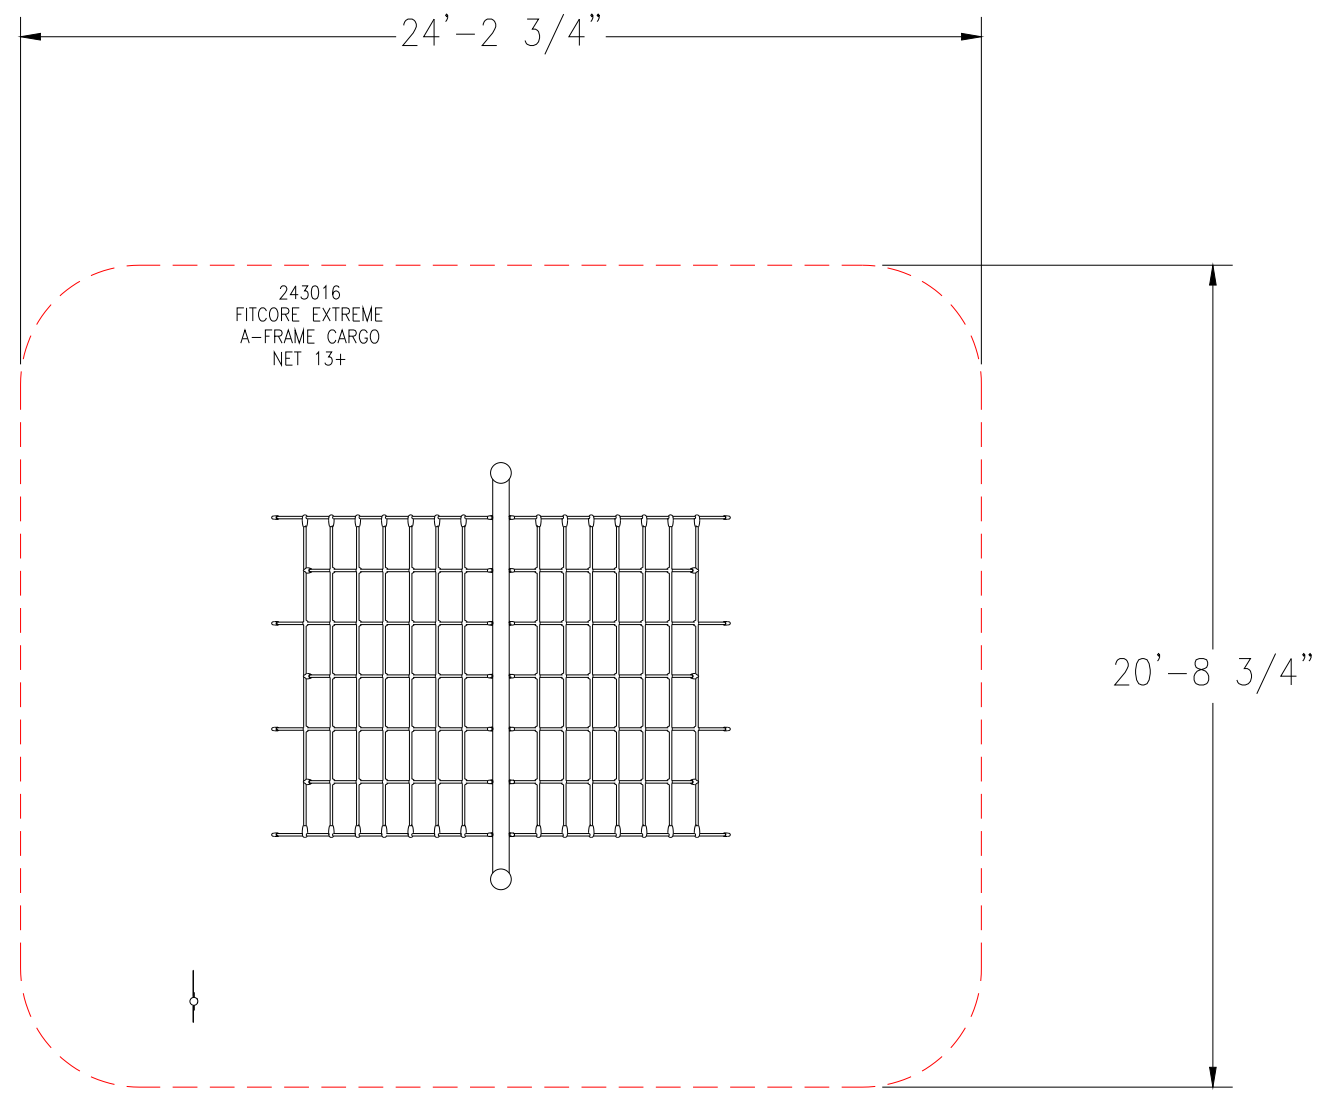 24'-2 3/4"
243016
FITCORE EXTREME
A-FRAME CARGO
NET 13+
20'-8 3/4"